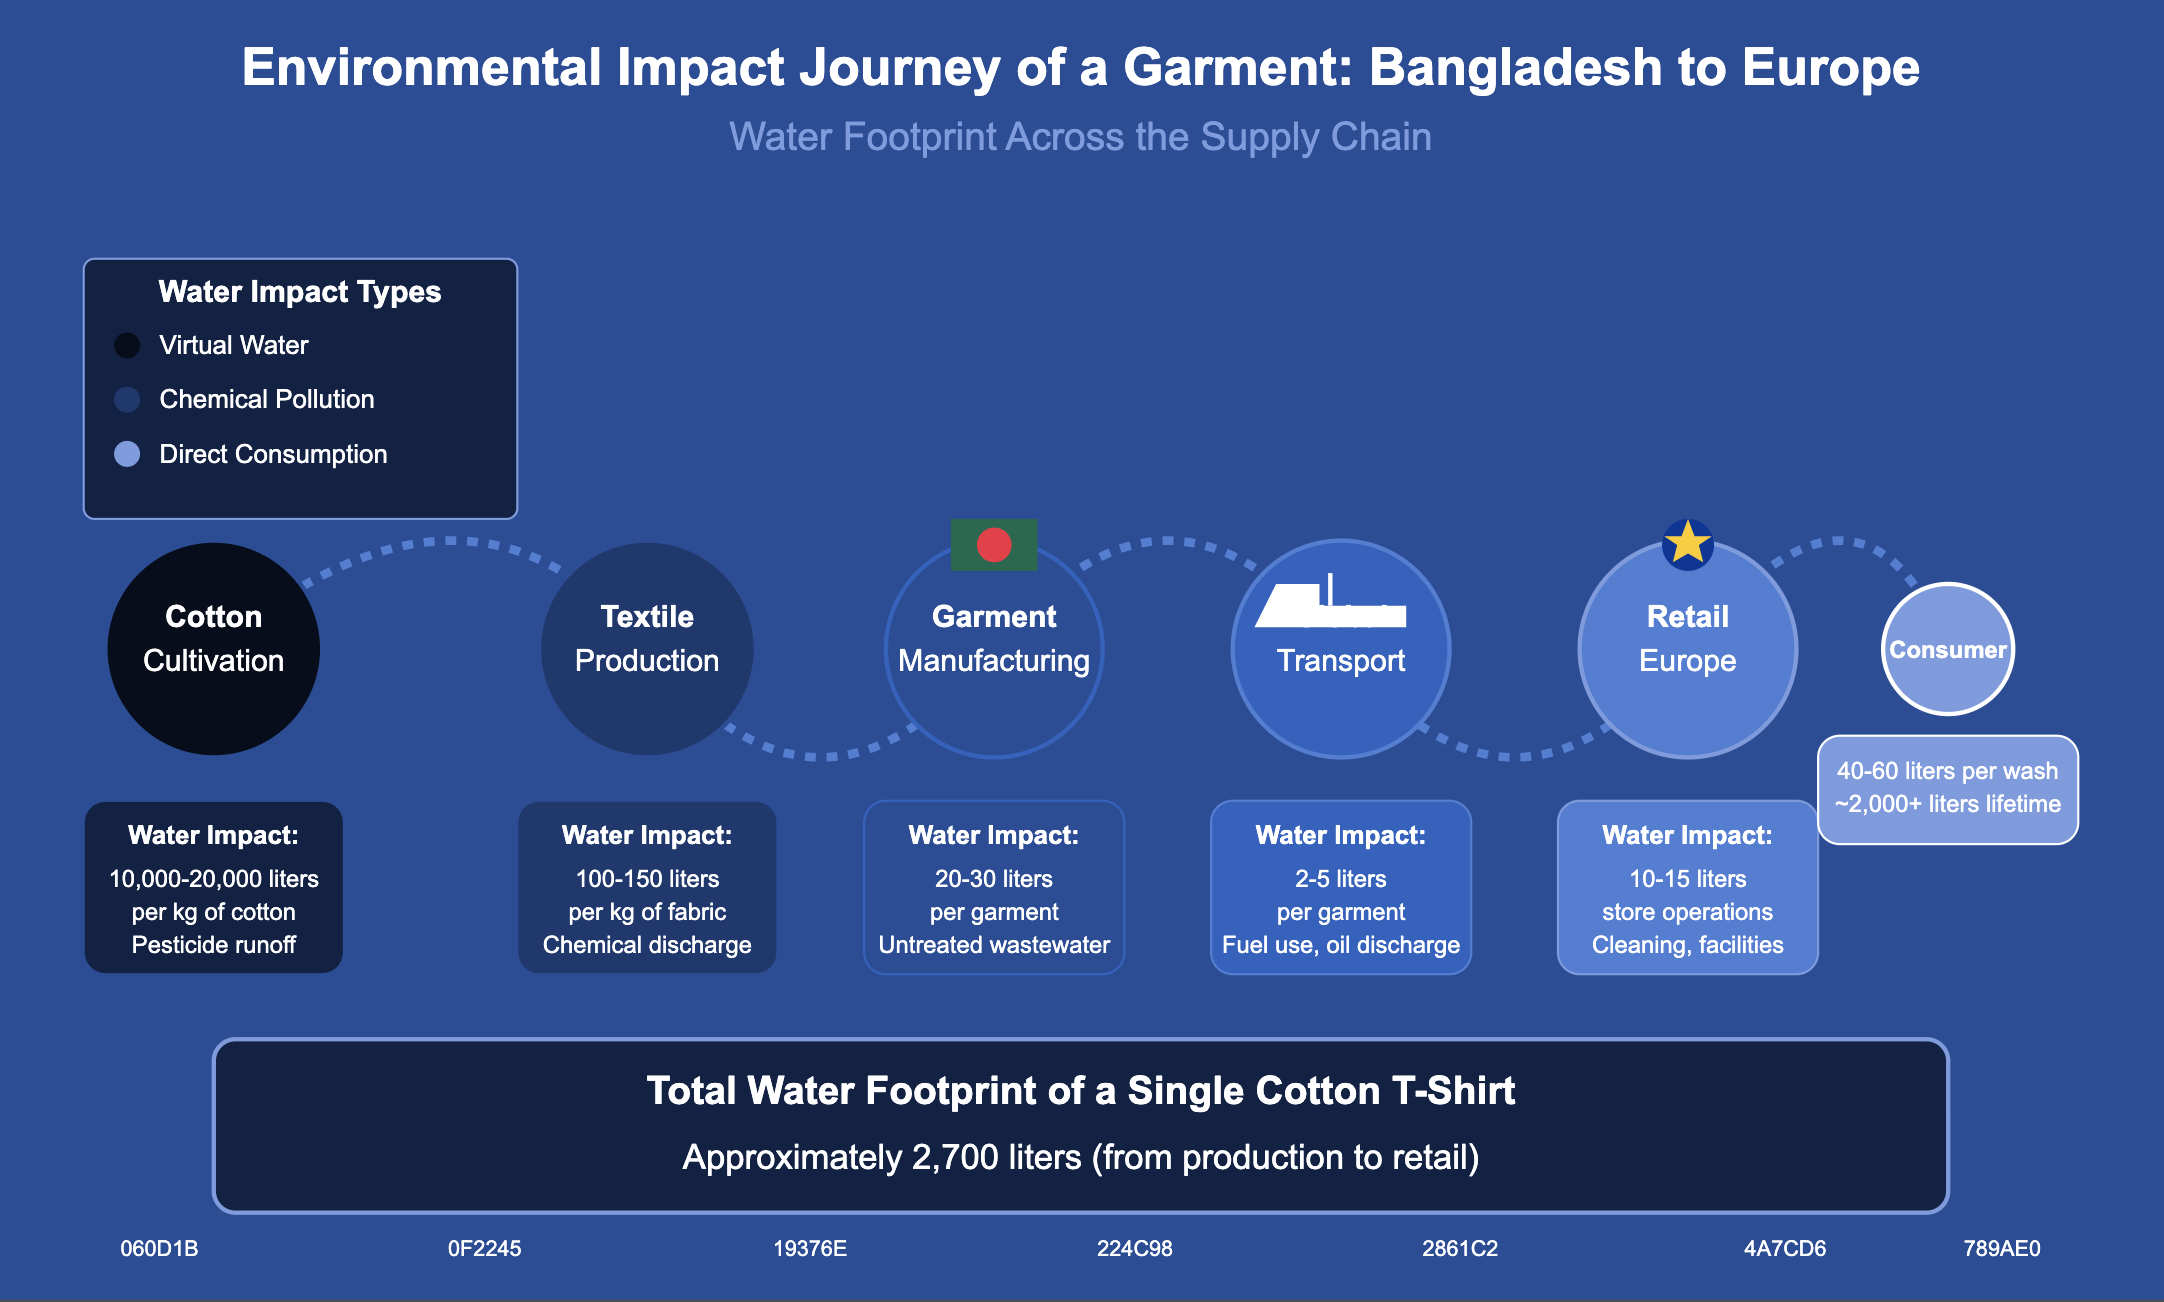 Environmental Impact Journey of a Garment: Bangladesh to Europe
Water Footprint Across the Supply Chain
Water Impact Types
Virtual Water
Chemical Pollution
Direct Consumption
Cotton
Cultivation
Textile
Production
Garment
Manufacturing
Transport
Retail
Europe
Consumer
Water Impact:
10,000-20,000 liters
per kg of cotton
Pesticide runoff
Water Impact:
100-150 liters
per kg of fabric
Chemical discharge
Water Impact:
20-30 liters
per garment
Untreated wastewater
Water Impact:
2-5 liters
per garment
Fuel use, oil discharge
Water Impact:
10-15 liters
store operations
Cleaning, facilities
40-60 liters per wash
~2,000+ liters lifetime
Total Water Footprint of a Single Cotton T-Shirt
Approximately 2,700 liters (from production to retail)
060D1B
0F2245
19376E
224C98
2861C2
4A7CD6
789AE0